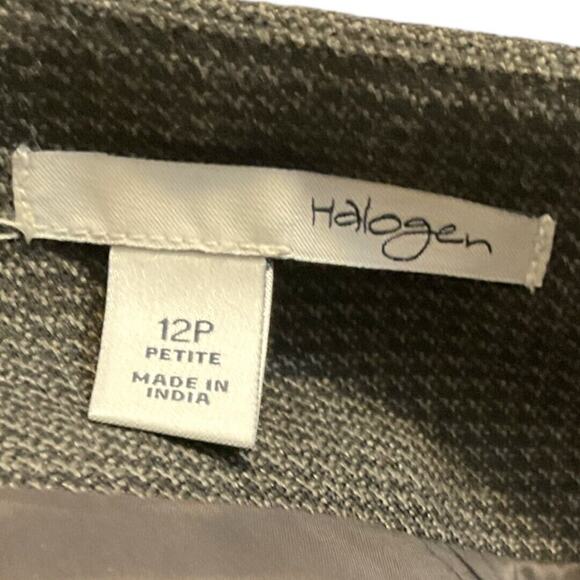 Halogen
12P
PETITE
MADE IN
INDIA